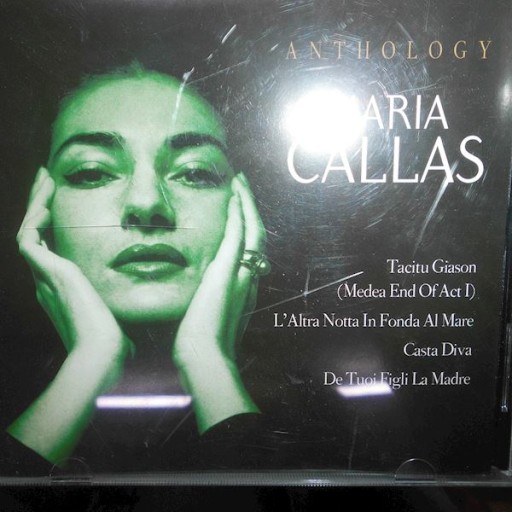 ANTHOLOGY
MARIA
CALLAS
Tacitu Giason
(Medea End Of Act I)
L'Altra Notta In Fonda Al Mare
Casta Diva
De Tuoi Figli La Madre